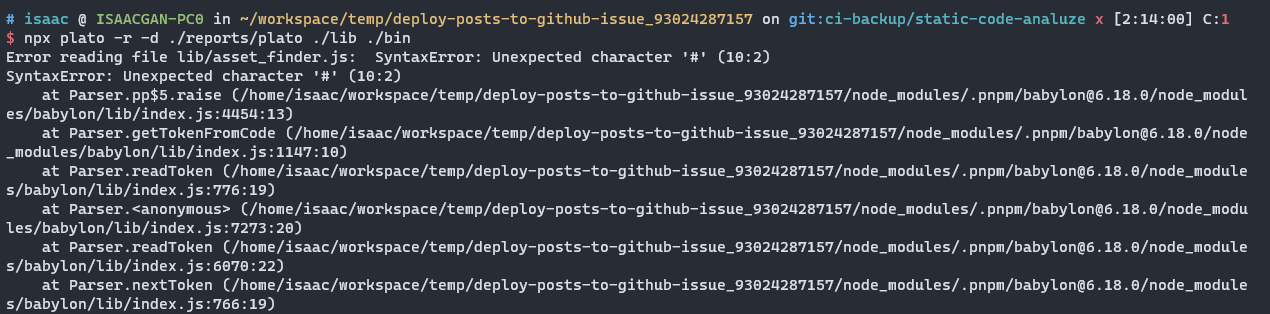 # isaac @ ISAACGAN-PC0 in ~/workspace/temp/deploy-posts-to-github-issue_93024287157 on git:ci-backup/static-code-analuze x [2:14:00] C:1
$ npx plato -r -d ./reports/plato ./lib ./bin
Error reading file lib/asset_finder.js:  SyntaxError: Unexpected character '#' (10:2)
SyntaxError: Unexpected character '#' (10:2)
    at Parser.pp$5.raise (/home/isaac/workspace/temp/deploy-posts-to-github-issue_93024287157/node_modules/.pnpm/babylon@6.18.0/node_modul
es/babylon/lib/index.js:4454:13)
    at Parser.getTokenFromCode (/home/isaac/workspace/temp/deploy-posts-to-github-issue_93024287157/node_modules/.pnpm/babylon@6.18.0/node
_modules/babylon/lib/index.js:1147:10)
    at Parser.readToken (/home/isaac/workspace/temp/deploy-posts-to-github-issue_93024287157/node_modules/.pnpm/babylon@6.18.0/node_module
s/babylon/lib/index.js:776:19)
    at Parser.<anonymous> (/home/isaac/workspace/temp/deploy-posts-to-github-issue_93024287157/node_modules/.pnpm/babylon@6.18.0/node_modu
les/babylon/lib/index.js:7273:20)
    at Parser.readToken (/home/isaac/workspace/temp/deploy-posts-to-github-issue_93024287157/node_modules/.pnpm/babylon@6.18.0/node_module
s/babylon/lib/index.js:6070:22)
    at Parser.nextToken (/home/isaac/workspace/temp/deploy-posts-to-github-issue_93024287157/node_modules/.pnpm/babylon@6.18.0/node_module
s/babylon/lib/index.js:766:19)